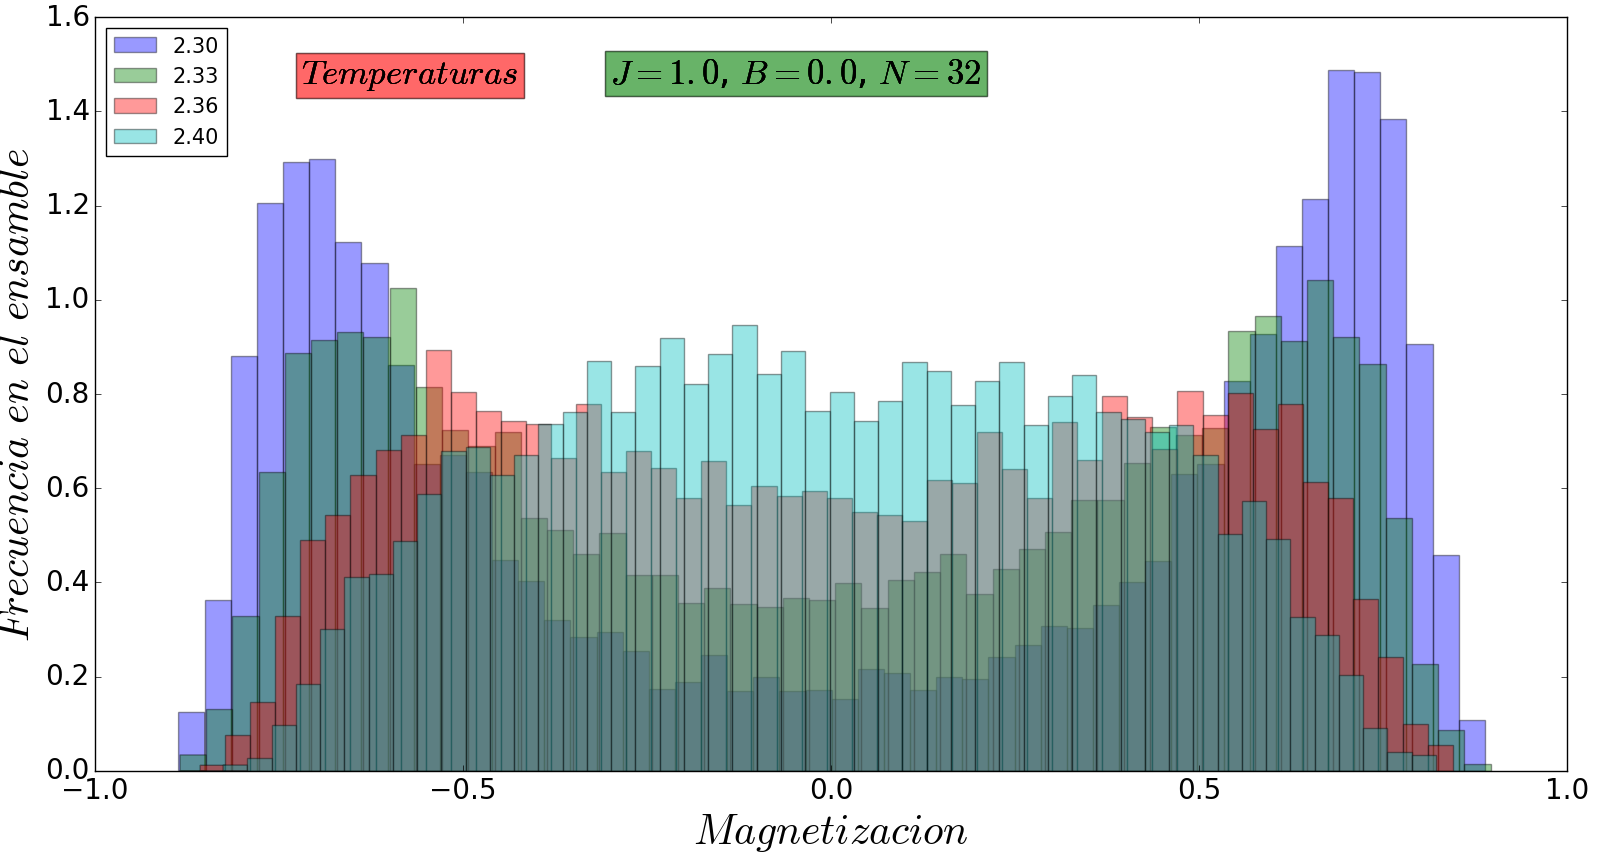 1.6
1.4
1.2
1.0
0.8
0.6
0.4
0.2
0.0
Frecuencia en el ensamble
2.30
2.33
2.36
2.40
Temperaturas
J = 1.0, B = 0.0, N = 32
−1.0 −0.5 0.0 0.5 1.0
Magnetizacion